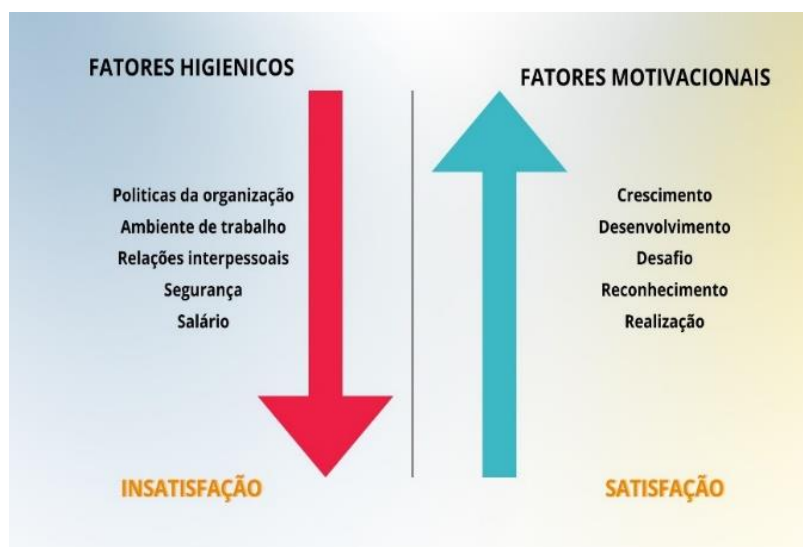 FATORES HIGIENICOS
Politicas da organização
Ambiente de trabalho
Relações interpessoais
Segurança
Salário
INSATISFAÇÃO
FATORES MOTIVACIONAIS
Crescimento
Desenvolvimento
Desafio
Reconhecimento
Realização
SATISFAÇÃO